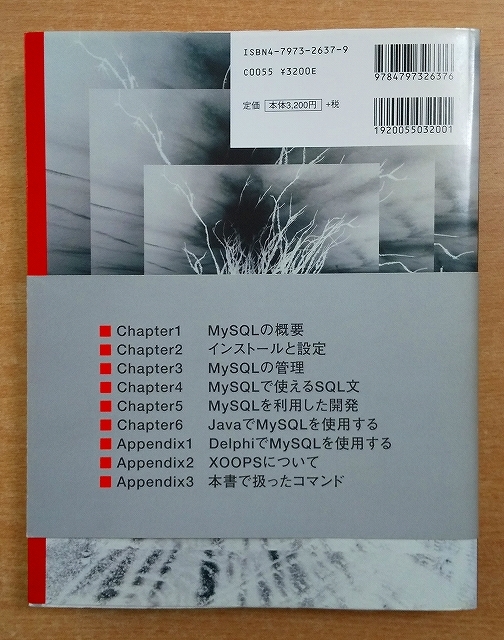 ISBN4-7973-2637-9
C0055 ¥3200E
定価 本体3,200円 +税
9784797326376
1920055032001
■ Chapter1 MySQLの概要
■ Chapter2 インストールと設定
■ Chapter3 MySQLの管理
■ Chapter4 MySQLで使えるSQL文
■ Chapter5 MySQLを利用した開発
■ Chapter6 JavaでMySQLを使用する
■ Appendix1 DelphiでMySQLを使用する
■ Appendix2 XOOPSについて
■ Appendix3 本書で扱ったコマンド